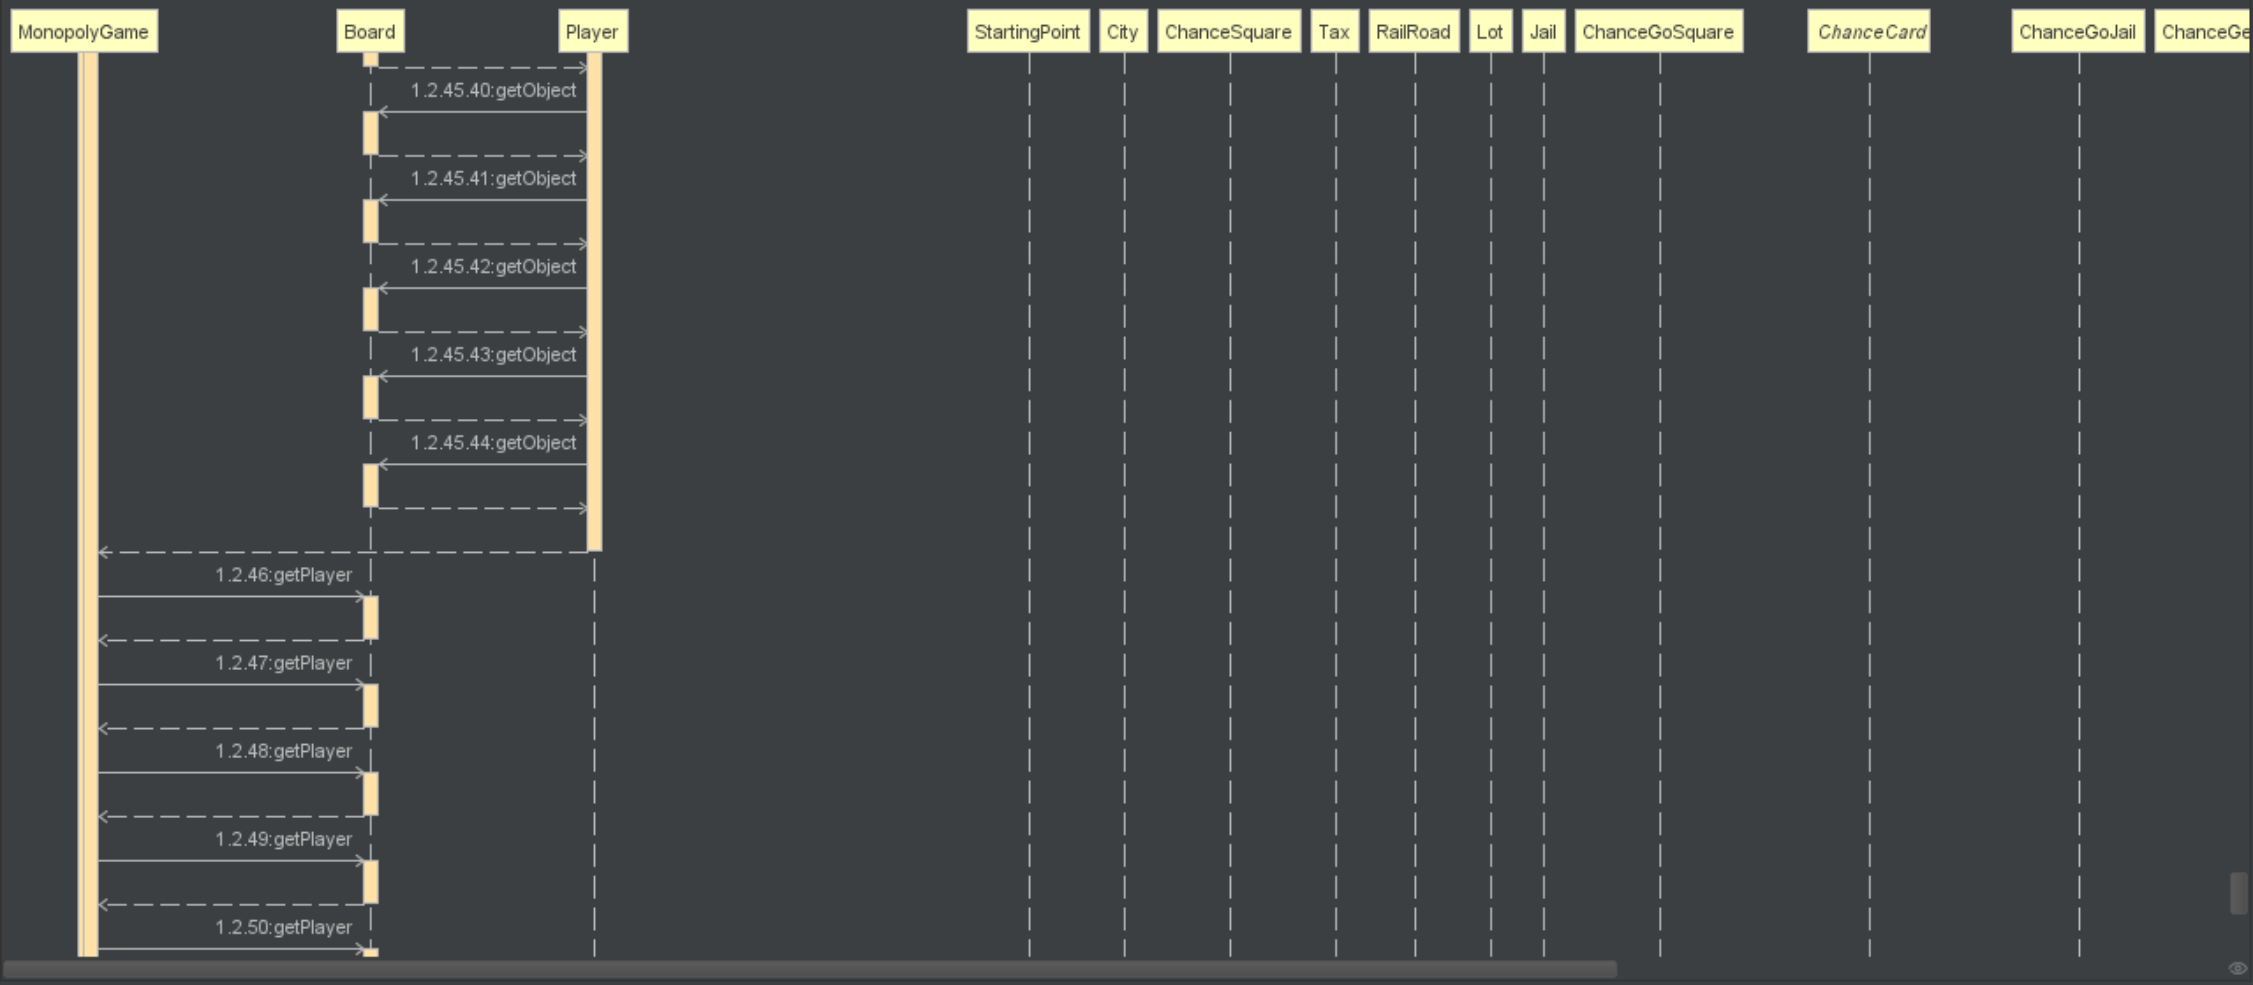 MonopolyGame Board Player StartingPoint City ChanceSquare Tax RailRoad Lot Jail ChanceGoSquare ChanceCard ChanceGoJail ChanceGe
1.2.45.40:getObject
1.2.45.41:getObject
1.2.45.42:getObject
1.2.45.43:getObject
1.2.45.44:getObject
1.2.46:getPlayer
1.2.47:getPlayer
1.2.48:getPlayer
1.2.49:getPlayer
1.2.50:getPlayer